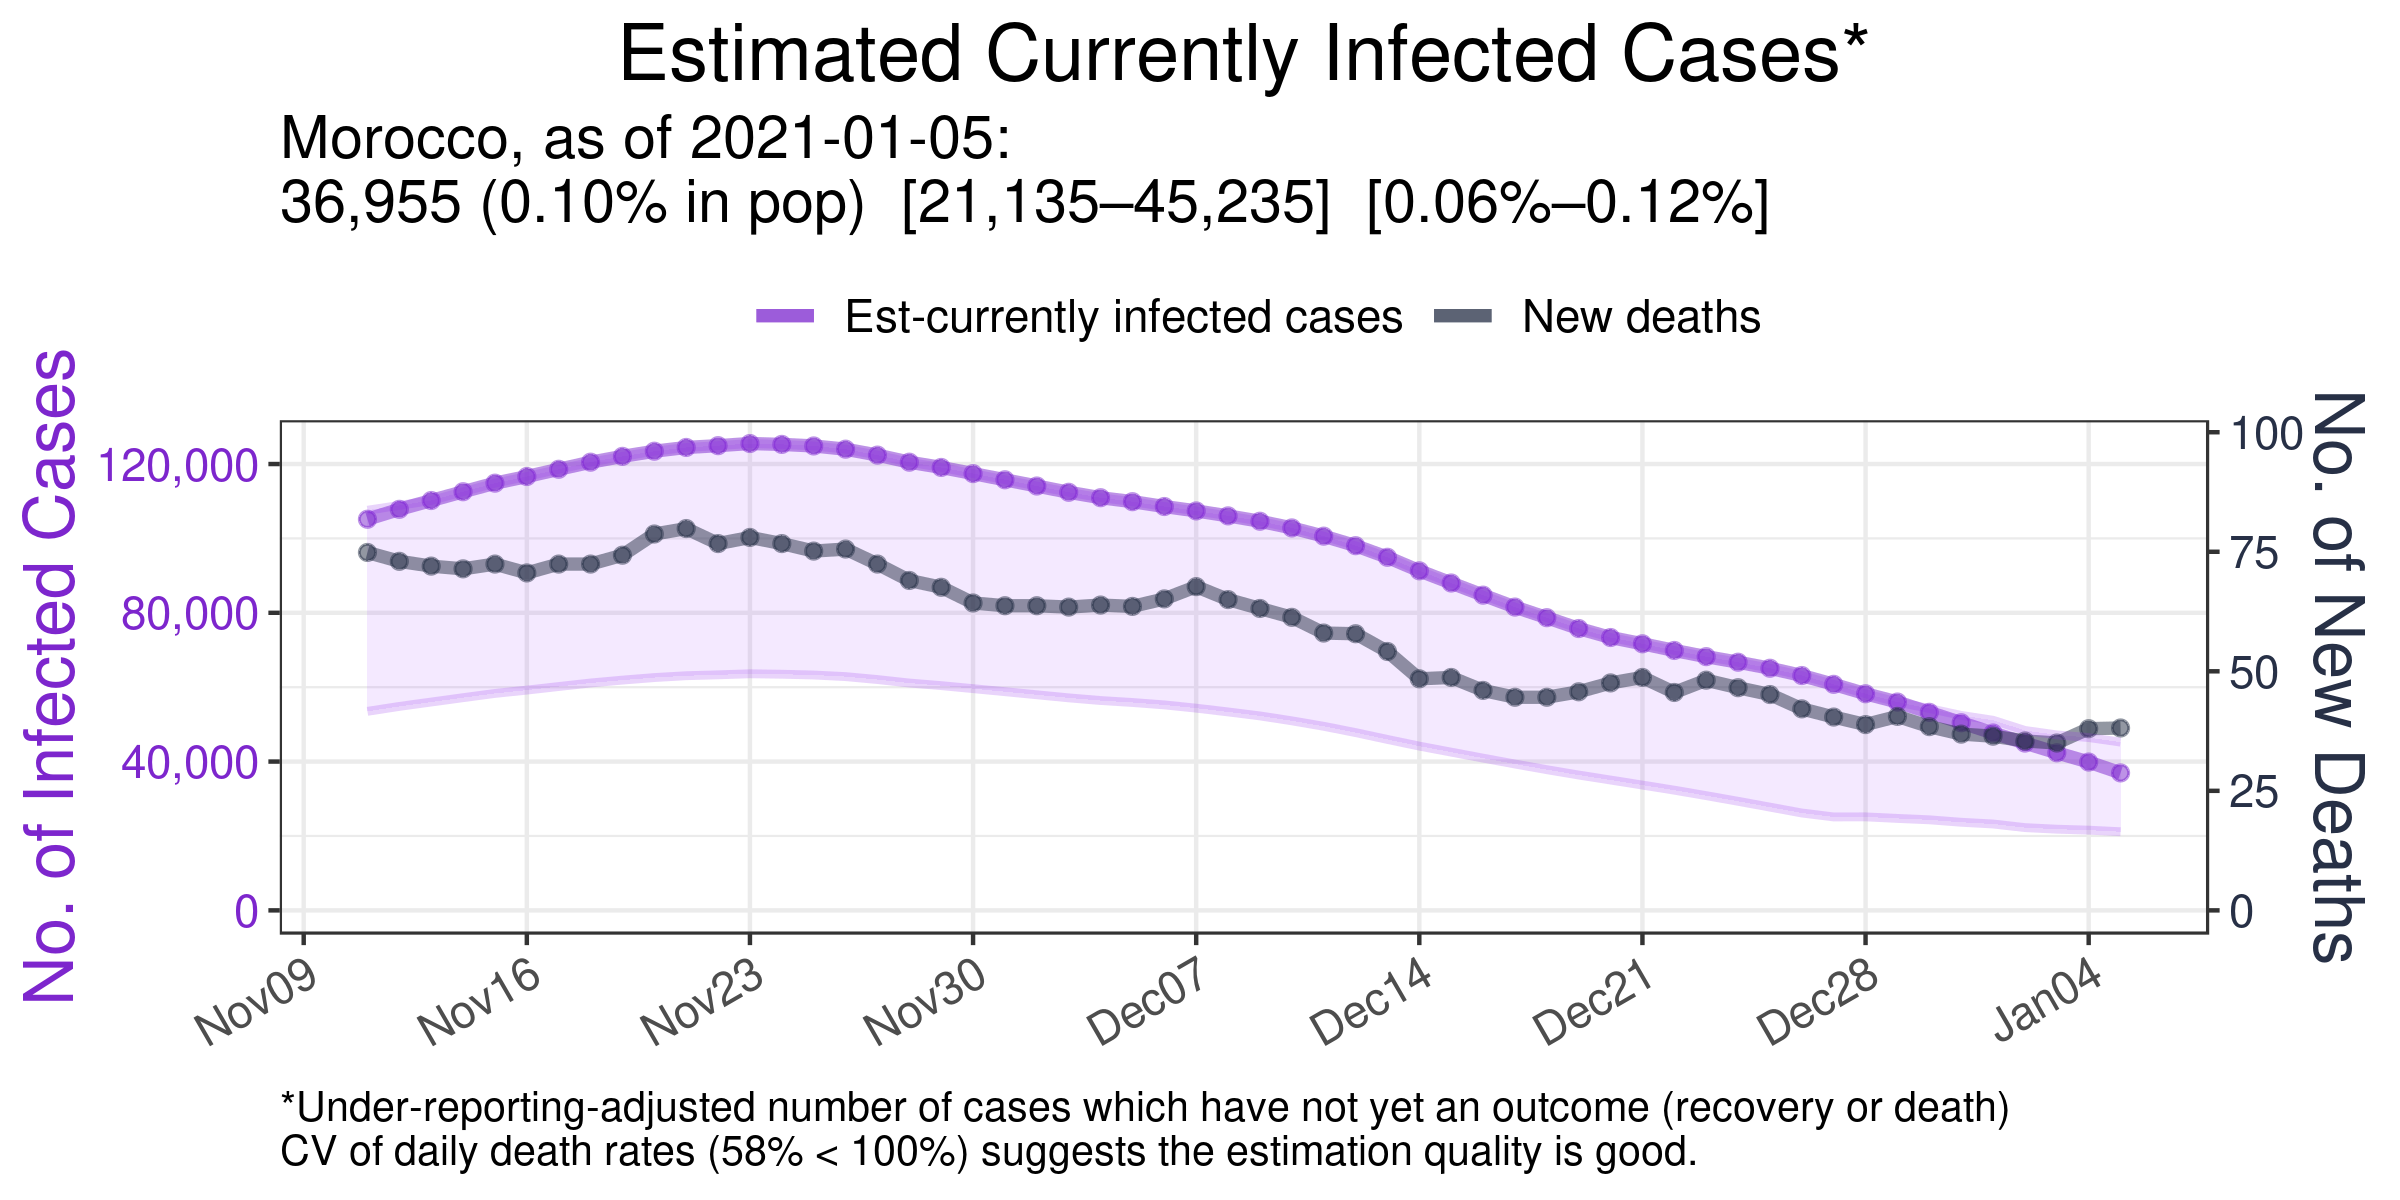 Estimated Currently Infected Cases*
Morocco, as of 2021-01-05:
36,955 (0.10% in pop)  [21,135–45,235]  [0.06%–0.12%]
Est-currently infected cases
New deaths
No. of Infected Cases
120,000
80,000
40,000
0
100
75
50
25
0
No. of New Deaths
Nov09
Nov16
Nov23
Nov30
Dec07
Dec14
Dec21
Dec28
Jan04
*Under-reporting-adjusted number of cases which have not yet an outcome (recovery or death)
CV of daily death rates (58% < 100%) suggests the estimation quality is good.